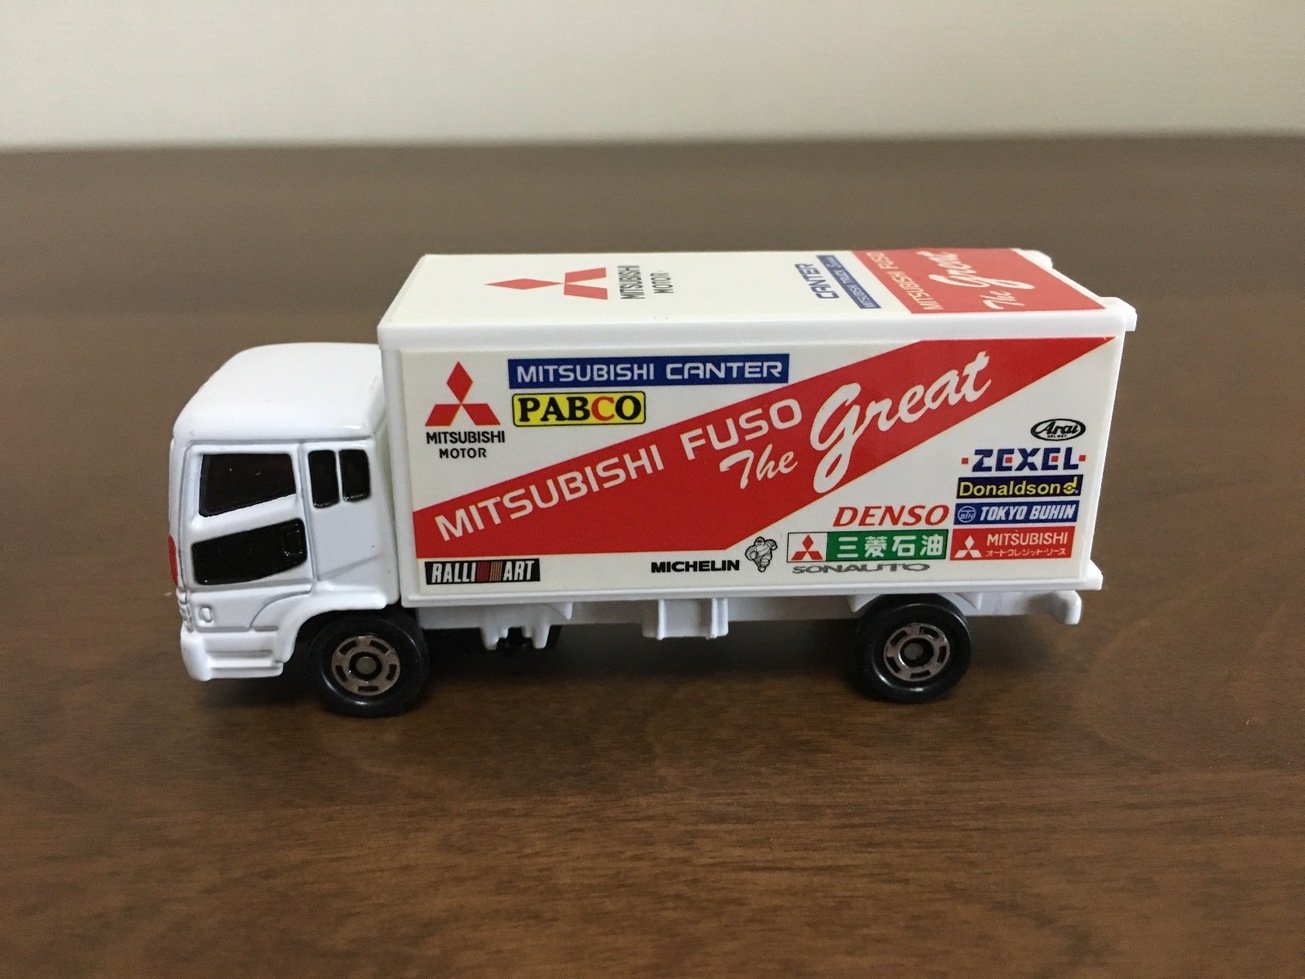 MITSUBISHI
MOTOR
CANTER
MITSUBISHI FUSO
The Great
MITSUBISHI CANTER
PABCO
MITSUBISHI
MOTOR
MITSUBISHI FUSO
The Great
RALLI ART
MICHELIN
DENSO
三菱石油
SONAUTO
Arai
ZEXEL
Donaldson
TOKYO BUHIN
MITSUBISHI
オートクレジット・リース